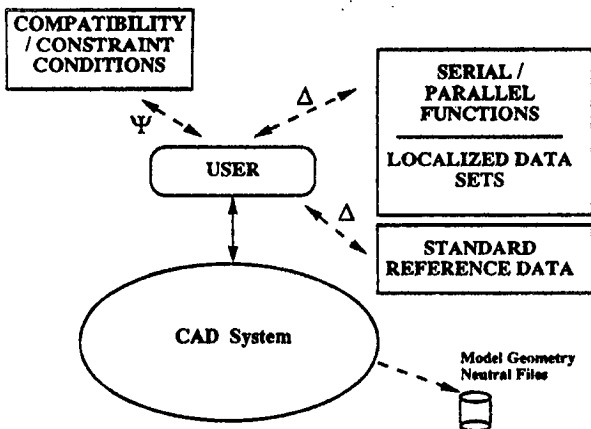 COMPATIBILITY
/ CONSTRAINT
CONDITIONS
Ψ
Δ
SERIAL /
PARALLEL
FUNCTIONS
LOCALIZED DATA
SETS
USER
Δ
STANDARD
REFERENCE DATA
CAD System
Model Geometry
Neutral Files